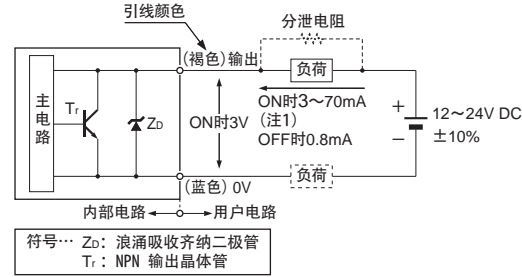 引线颜色
分泄电阻
(褐色)输出
负荷
主电路
Tr
ZD
ON时3V
ON时3～70mA
(注1)
OFF时0.8mA
+
−
12～24V DC
±10%
(蓝色) 0V
负荷
内部电路
用户电路
符号… ZD：浪涌吸收齐纳二极管
Tr：NPN 输出晶体管